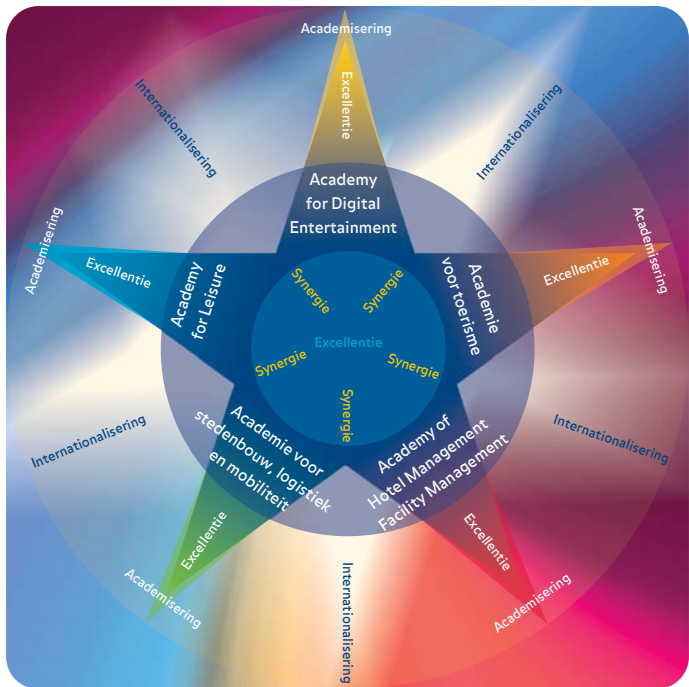 Academisering
Excellentie
Internationalisering
Internationalisering
Academy
for Digital
Entertainment
Academisering
Excellentie
Academy
for Leisure
Academie
voor toerisme
Excellentie
Academisering
Synergie
Synergie
Excellentie
Synergie
Synergie
Synergie
Internationalisering
Internationalisering
Academie voor
stedenbouw, logistiek
en mobiliteit
Academy of
Hotel Management
Facility Management
Excellentie
Excellentie
Academisering
Academisering
Internationalisering